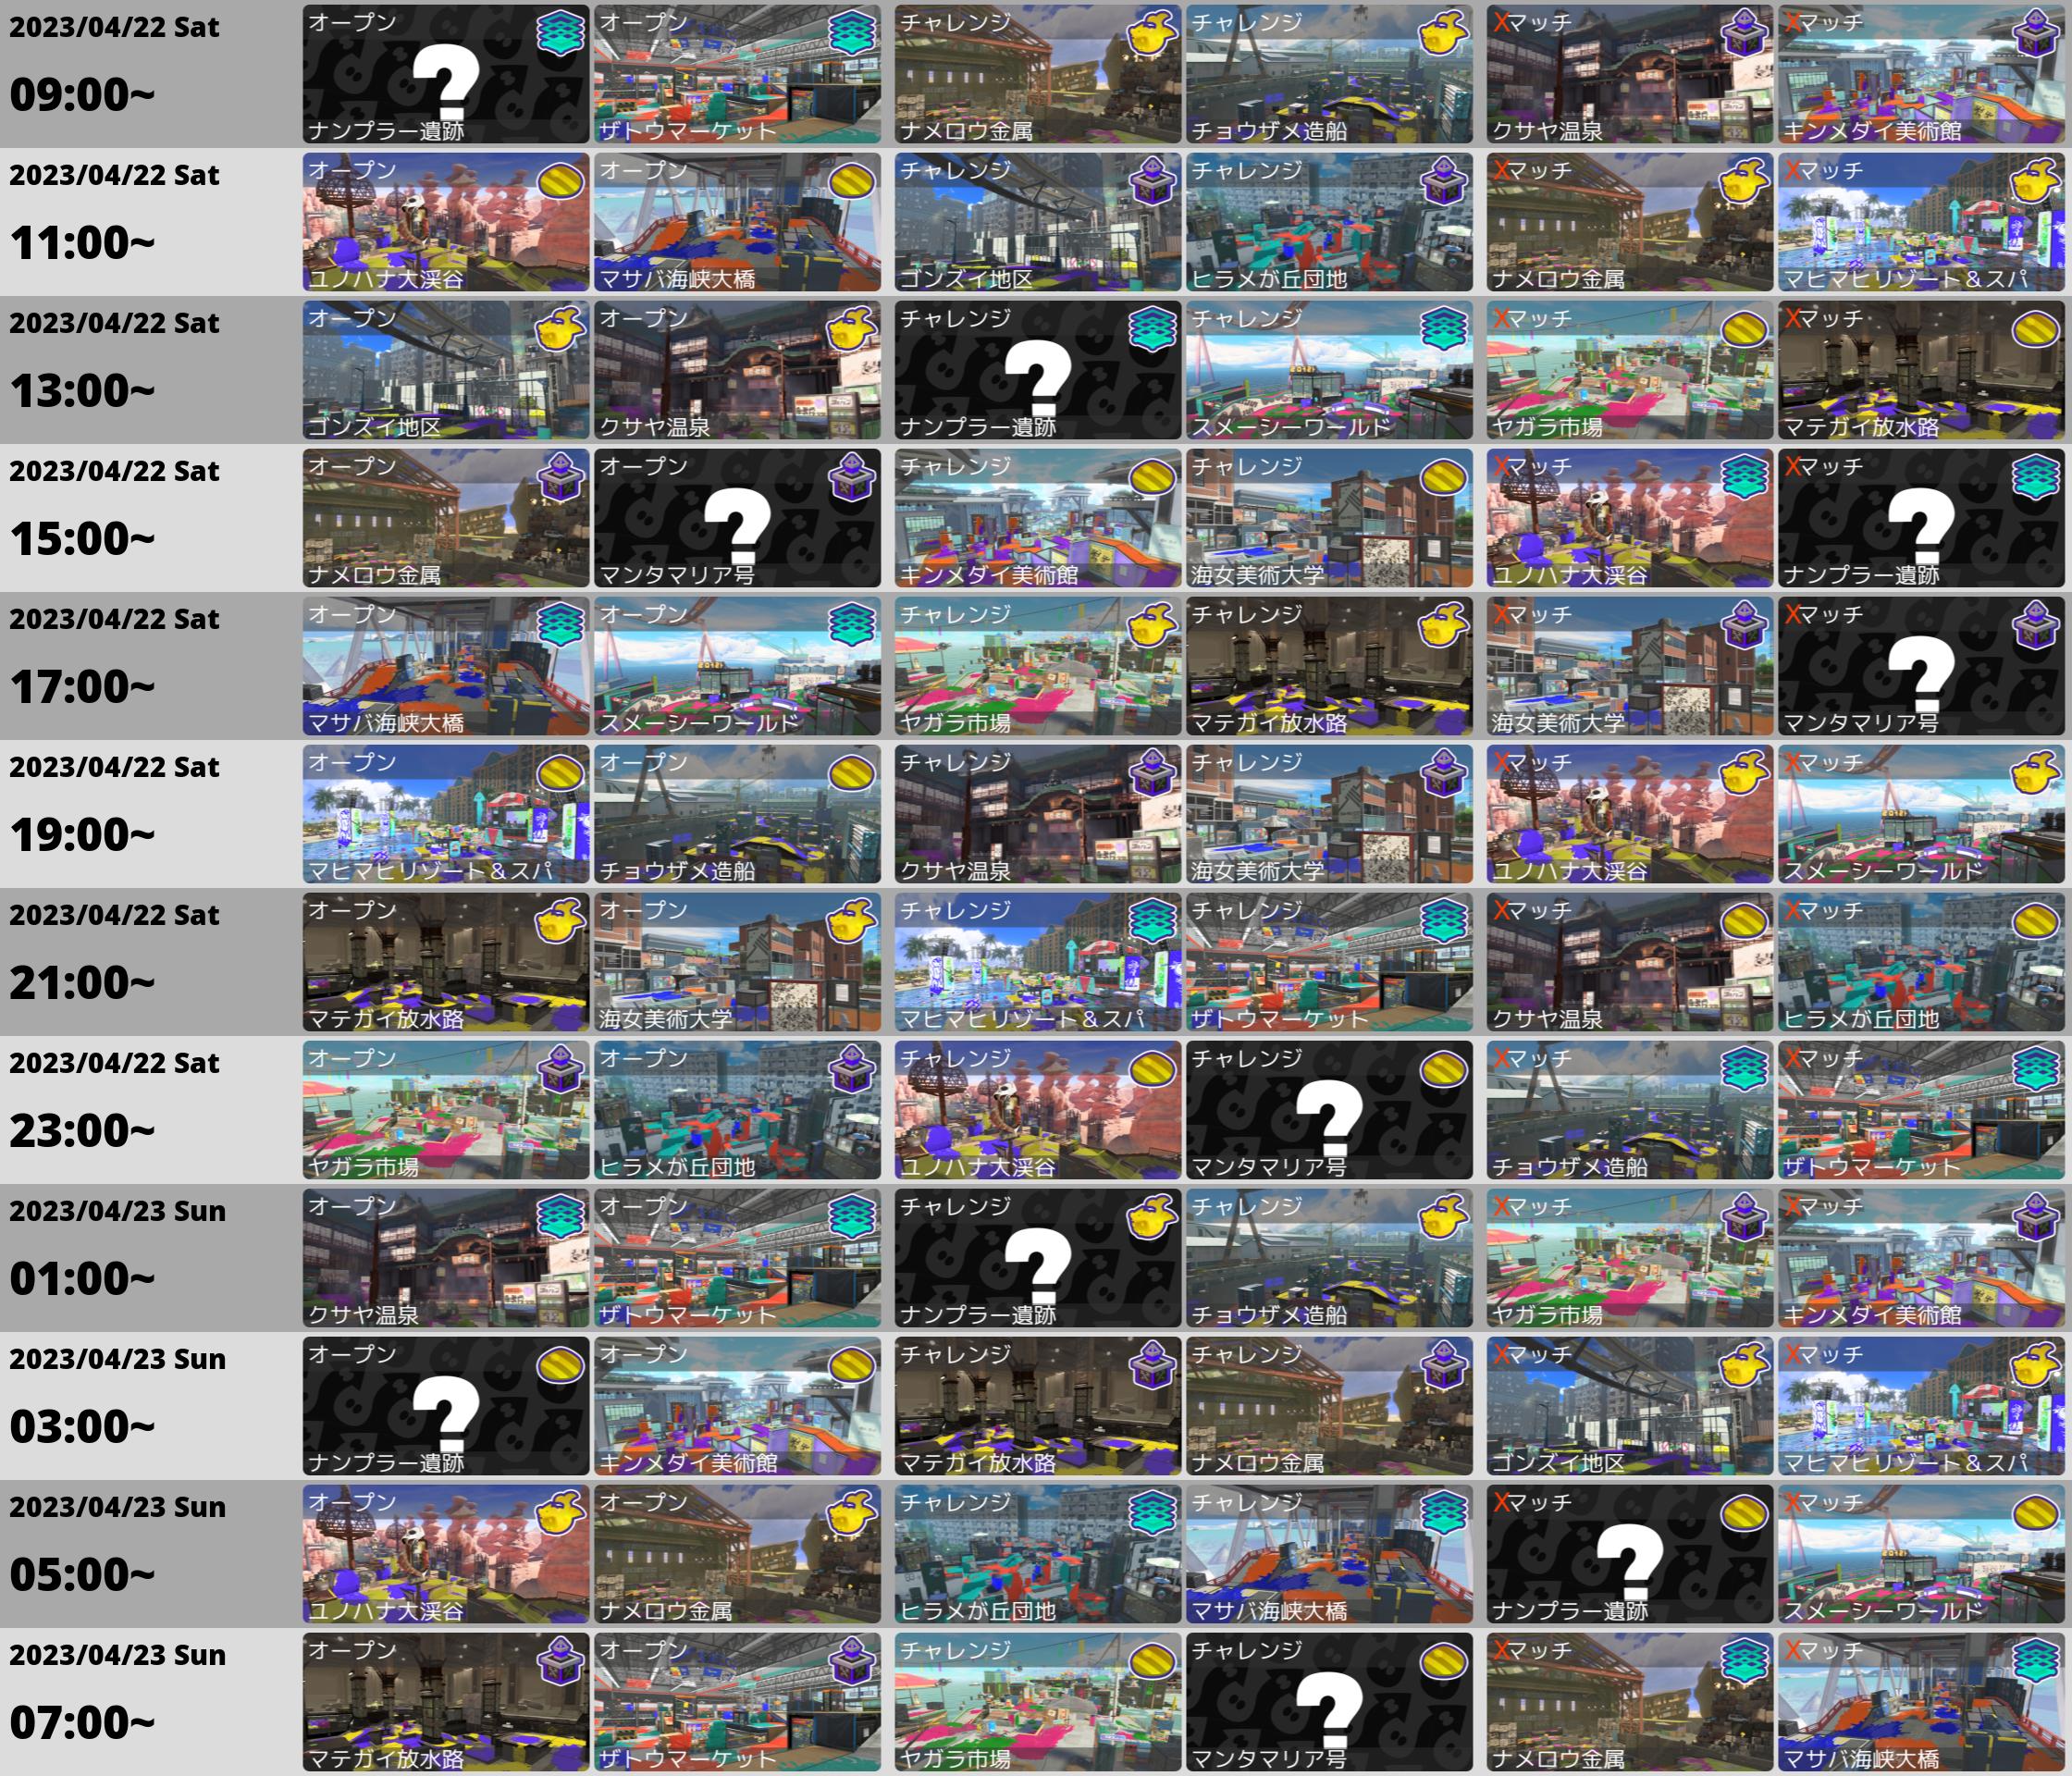 2023/04/22 Sat
09:00~
オープン
ナンプラー遺跡
オープン
ザトウマーケット
チャレンジ
ナメロウ金属
チャレンジ
チョウザメ造船
Xマッチ
クサヤ温泉
Xマッチ
キンメダイ美術館
2023/04/22 Sat
11:00~
オープン
ユノハナ大渓谷
オープン
マサバ海峡大橋
チャレンジ
ゴンズイ地区
チャレンジ
ヒラメが丘団地
Xマッチ
ナメロウ金属
Xマッチ
マヒマヒリゾート＆スパ
2023/04/22 Sat
13:00~
オープン
ゴンズイ地区
オープン
クサヤ温泉
チャレンジ
ナンプラー遺跡
チャレンジ
スメーシーワールド
Xマッチ
ヤガラ市場
Xマッチ
マテガイ放水路
2023/04/22 Sat
15:00~
オープン
ナメロウ金属
オープン
マンタマリア号
チャレンジ
キンメダイ美術館
チャレンジ
海女美術大学
Xマッチ
ユノハナ大渓谷
Xマッチ
ナンプラー遺跡
2023/04/22 Sat
17:00~
オープン
マサバ海峡大橋
オープン
スメーシーワールド
チャレンジ
ヤガラ市場
チャレンジ
マテガイ放水路
Xマッチ
海女美術大学
Xマッチ
マンタマリア号
2023/04/22 Sat
19:00~
オープン
マヒマヒリゾート＆スパ
オープン
チョウザメ造船
チャレンジ
クサヤ温泉
チャレンジ
海女美術大学
Xマッチ
ユノハナ大渓谷
Xマッチ
スメーシーワールド
2023/04/22 Sat
21:00~
オープン
マテガイ放水路
オープン
海女美術大学
チャレンジ
マヒマヒリゾート＆スパ
チャレンジ
ザトウマーケット
Xマッチ
クサヤ温泉
Xマッチ
ヒラメが丘団地
2023/04/22 Sat
23:00~
オープン
ヤガラ市場
オープン
ヒラメが丘団地
チャレンジ
ユノハナ大渓谷
チャレンジ
マンタマリア号
Xマッチ
チョウザメ造船
Xマッチ
ザトウマーケット
2023/04/23 Sun
01:00~
オープン
クサヤ温泉
オープン
ザトウマーケット
チャレンジ
ナンプラー遺跡
チャレンジ
チョウザメ造船
Xマッチ
ヤガラ市場
Xマッチ
キンメダイ美術館
2023/04/23 Sun
03:00~
オープン
ナンプラー遺跡
オープン
キンメダイ美術館
チャレンジ
マテガイ放水路
チャレンジ
ナメロウ金属
Xマッチ
ゴンズイ地区
Xマッチ
マヒマヒリゾート＆スパ
2023/04/23 Sun
05:00~
オープン
ユノハナ大渓谷
オープン
ナメロウ金属
チャレンジ
ヒラメが丘団地
チャレンジ
マサバ海峡大橋
Xマッチ
ナンプラー遺跡
Xマッチ
スメーシーワールド
2023/04/23 Sun
07:00~
オープン
マテガイ放水路
オープン
ザトウマーケット
チャレンジ
ヤガラ市場
チャレンジ
マンタマリア号
Xマッチ
ナメロウ金属
Xマッチ
マサバ海峡大橋